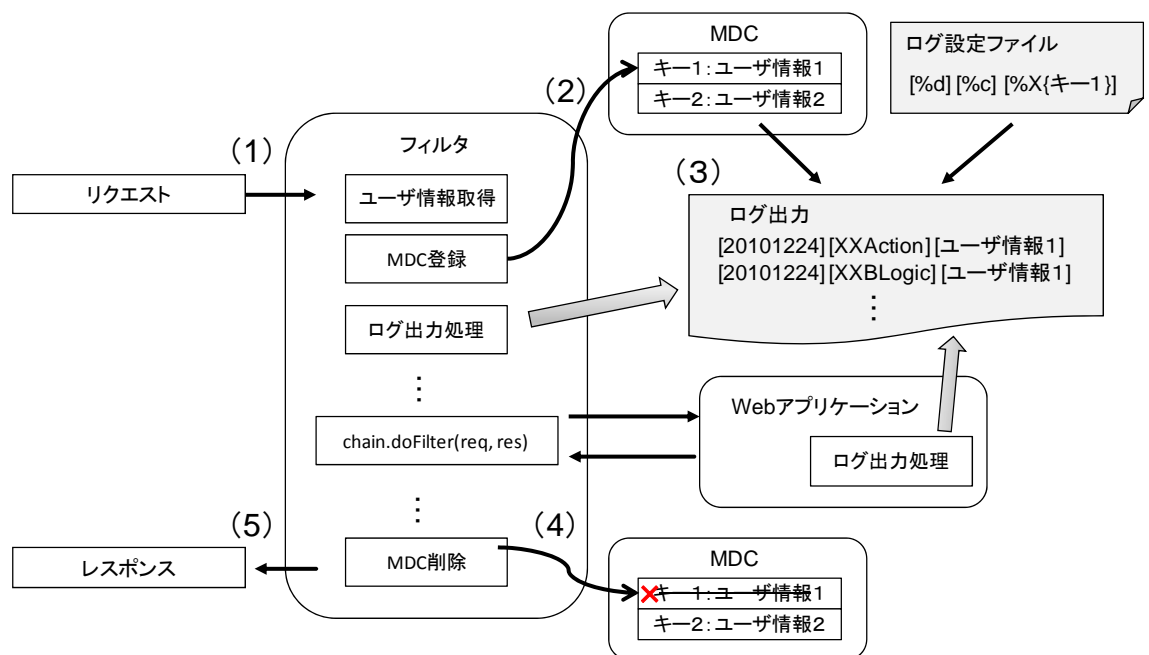 MDC
キー1：ユーザ情報1
キー2：ユーザ情報2
ログ設定ファイル
[%d] [%c] [%X{キー1}]
（1）
（2）
リクエスト
フィルタ
ユーザ情報取得
MDC登録
ログ出力処理
⋮
chain.doFilter(req, res)
⋮
MDC削除
（3）
ログ出力
[20101224] [XXAction] [ユーザ情報1]
[20101224] [XXBLogic] [ユーザ情報1]
⋮
Webアプリケーション
ログ出力処理
（4）
（5）
レスポンス
MDC
キー1：ユーザ情報1
キー2：ユーザ情報2